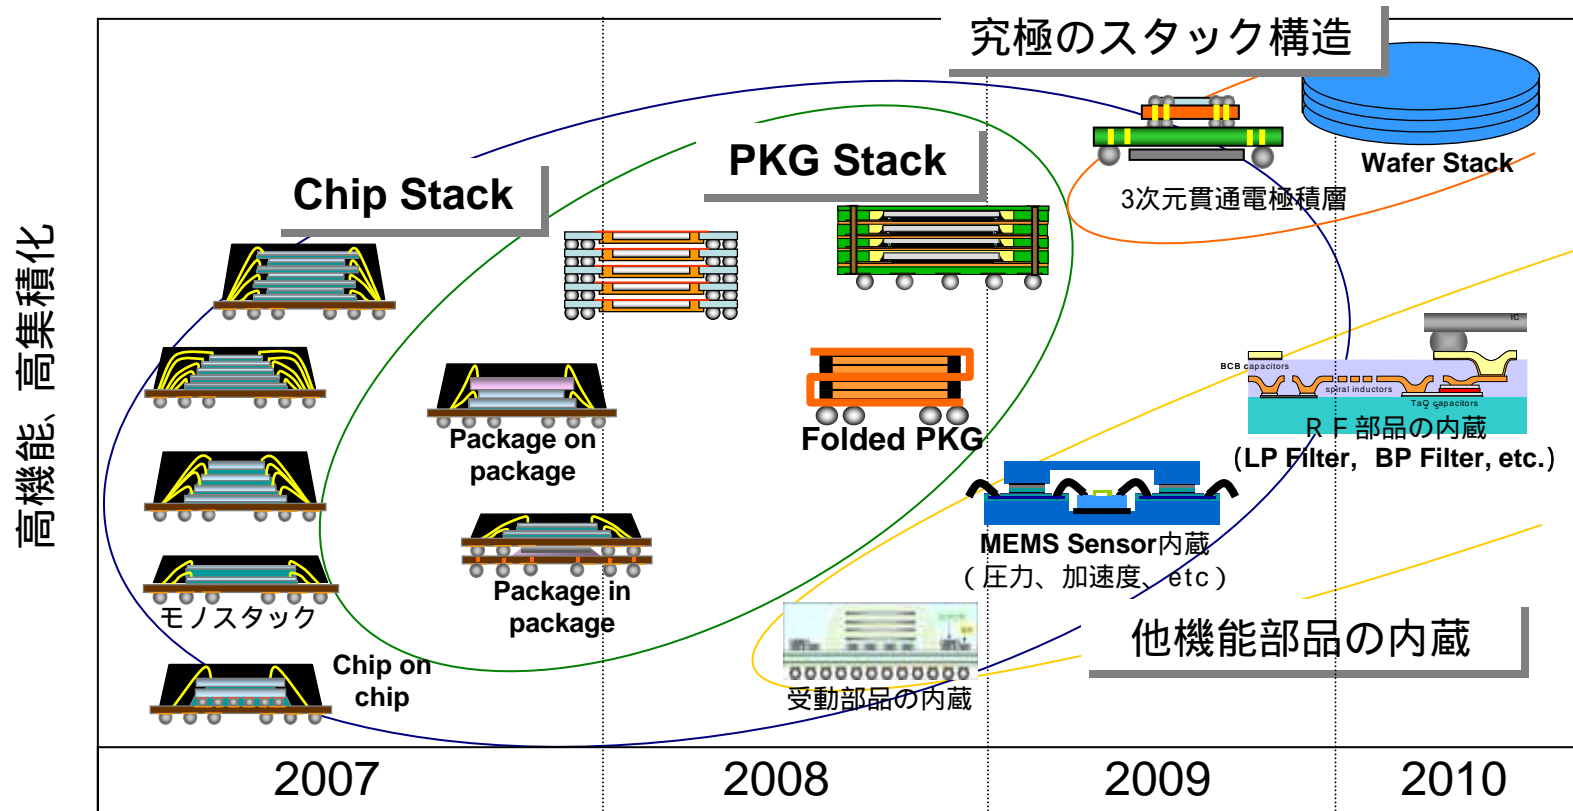 究極のスタック構造
Wafer Stack
PKG Stack
Chip Stack
3次元貫通電極積層
高機能、高集積化
IC
BCB capacitors
spiral inductors
Ta2O5 capacitors
RF部品の内蔵
(LP Filter, BP Filter, etc.)
Package on
package
Folded PKG
MEMS Sensor内蔵
(圧力、加速度、etc)
Package in
package
モノスタック
他機能部品の内蔵
Chip on
chip
受動部品の内蔵
2007
2008
2009
2010